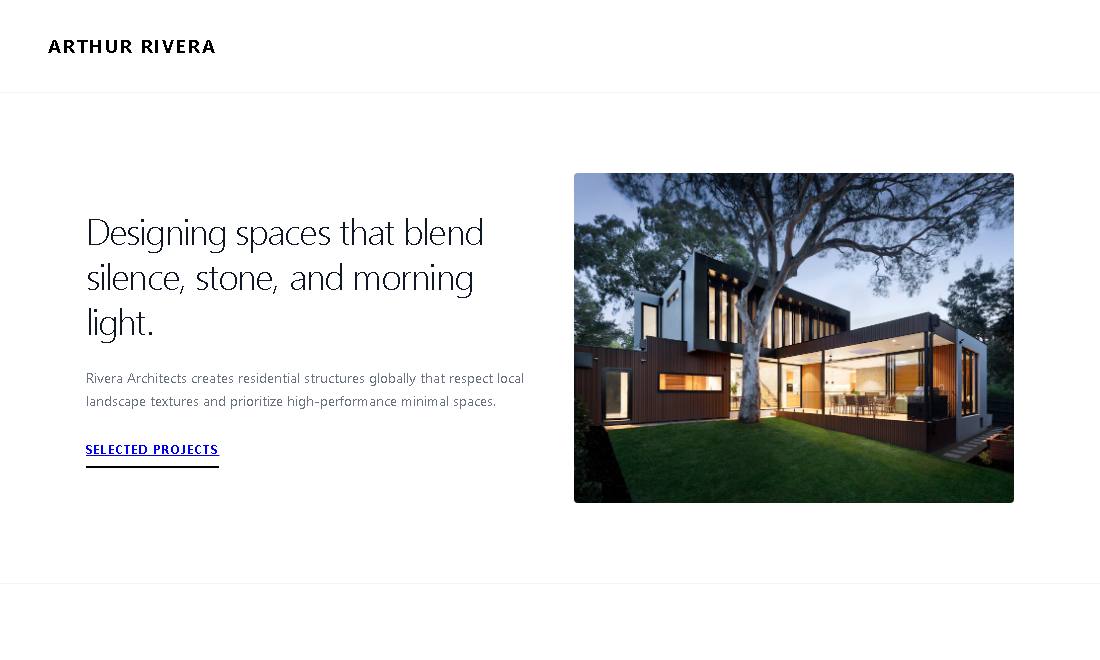 ARTHUR RIVERA
Designing spaces that blend
silence, stone, and morning
light.
Rivera Architects creates residential structures globally that respect local
landscape textures and prioritize high-performance minimal spaces.
SELECTED PROJECTS